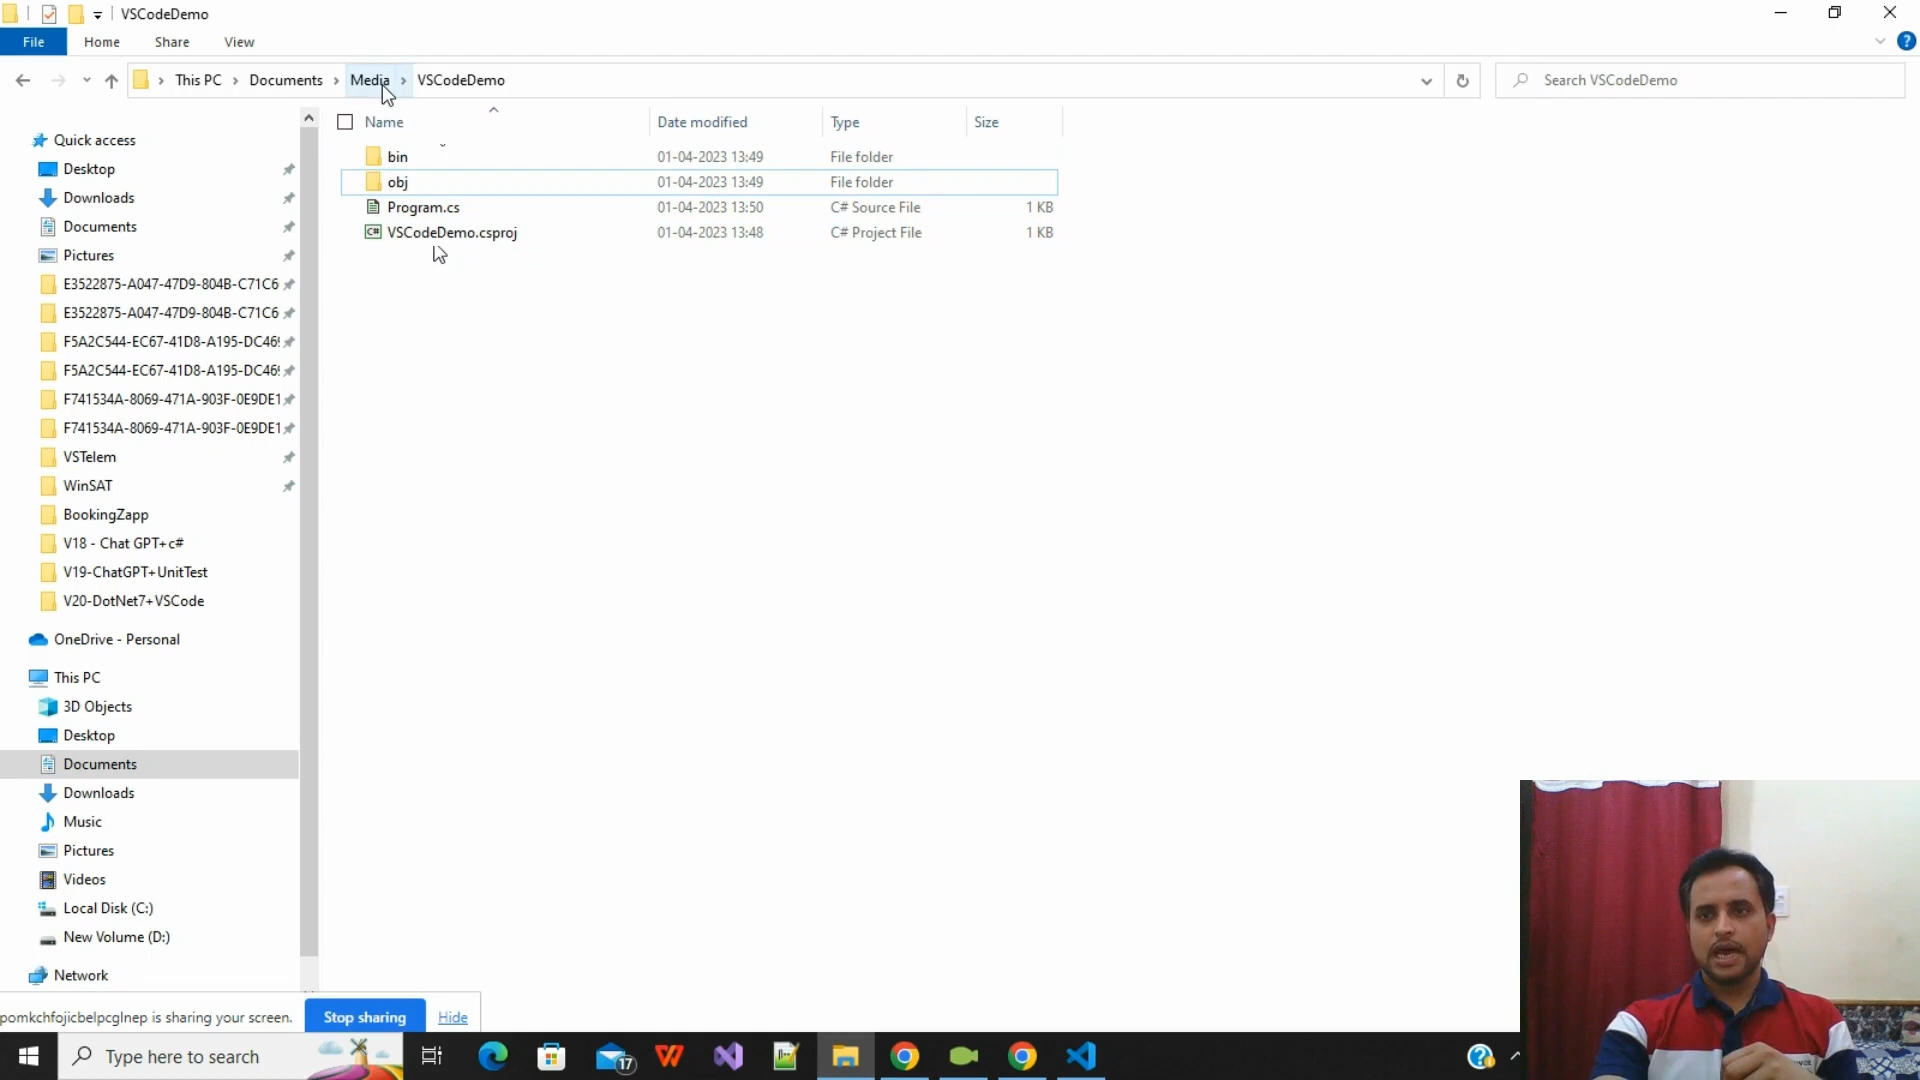 VSCodeDemo
File Home Share View
This PC Documents Media VSCodeDemo Search VSCodeDemo
Name Date modified Type Size
bin 01-04-2023 13:49 File folder
obj 01-04-2023 13:49 File folder
Program.cs 01-04-2023 13:50 C# Source File 1 KB
VSCodeDemo.csproj 01-04-2023 13:48 C# Project File 1 KB
Quick access
Desktop
Downloads
Documents
Pictures
E3522875-A047-47D9-804B-C71C6
E3522875-A047-47D9-804B-C71C6
F5A2C544-EC67-41D8-A195-DC46
F5A2C544-EC67-41D8-A195-DC46
F741534A-8069-471A-903F-0E9DE1
F741534A-8069-471A-903F-0E9DE1
VSTelem
WinSAT
BookingZapp
V18 - Chat GPT+c#
V19-ChatGPT+UnitTest
V20-DotNet7+VSCode
OneDrive - Personal
This PC
3D Objects
Desktop
Documents
Downloads
Music
Pictures
Videos
Local Disk (C:)
New Volume (D:)
Network
pomkchfojicbelpcglnep is sharing your screen. Stop sharing Hide
Type here to search 17